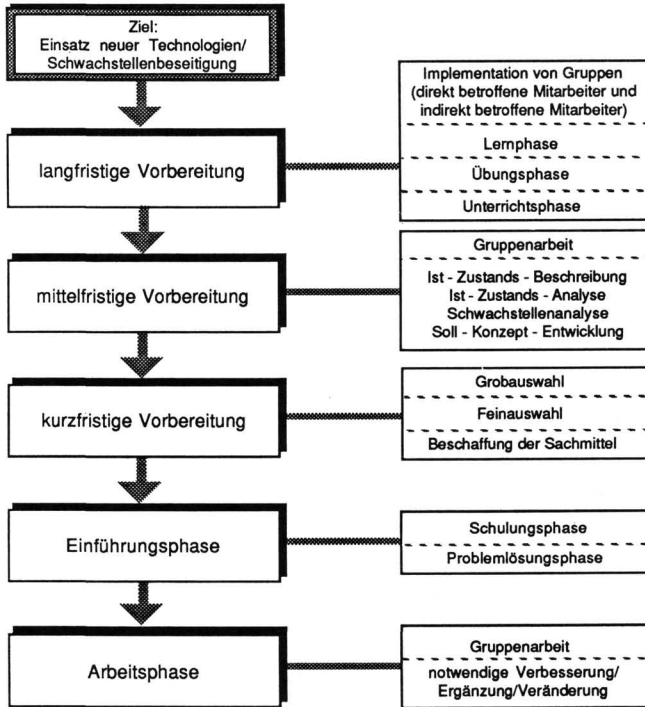 Ziel:
Einsatz neuer Technologien/
Schwachstellenbeseitigung
langfristige Vorbereitung
Implementation von Gruppen
(direkt betroffene Mitarbeiter und
indirekt betroffene Mitarbeiter)
Lernphase
Übungsphase
Unterrichtsphase
mittelfristige Vorbereitung
Gruppenarbeit
Ist - Zustands - Beschreibung
Ist - Zustands - Analyse
Schwachstellenanalyse
Soll - Konzept - Entwicklung
kurzfristige Vorbereitung
Grobauswahl
Feinauswahl
Beschaffung der Sachmittel
Einführungsphase
Schulungsphase
Problemlösungsphase
Arbeitsphase
Gruppenarbeit
notwendige Verbesserung/
Ergänzung/Veränderung